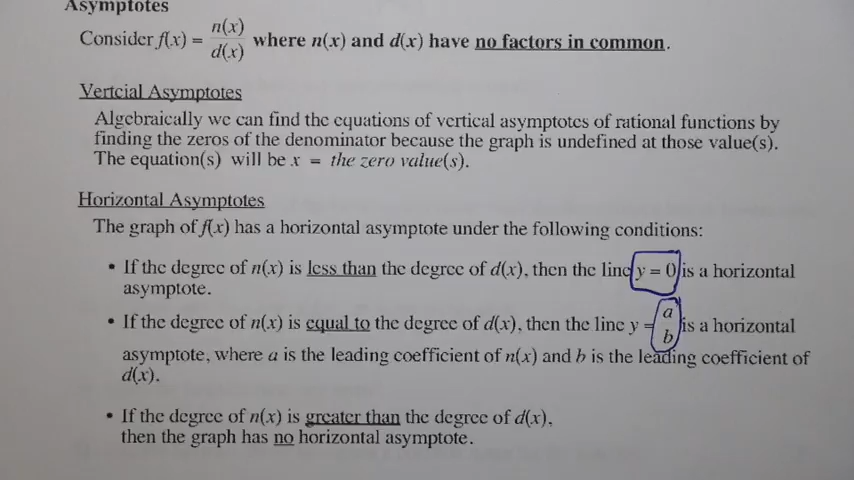 Asymptotes
Consider f(x) = n(x)/d(x) where n(x) and d(x) have no factors in common.
Vertcial Asymptotes
Algebraically we can find the equations of vertical asymptotes of rational functions by
finding the zeros of the denominator because the graph is undefined at those value(s).
The equation(s) will be x = the zero value(s).
Horizontal Asymptotes
The graph of f(x) has a horizontal asymptote under the following conditions:
• If the degree of n(x) is less than the degree of d(x), then the line y = 0 is a horizontal
asymptote.
• If the degree of n(x) is equal to the degree of d(x), then the line y = a/b is a horizontal
asymptote, where a is the leading coefficient of n(x) and b is the leading coefficient of
d(x).
• If the degree of n(x) is greater than the degree of d(x),
then the graph has no horizontal asymptote.